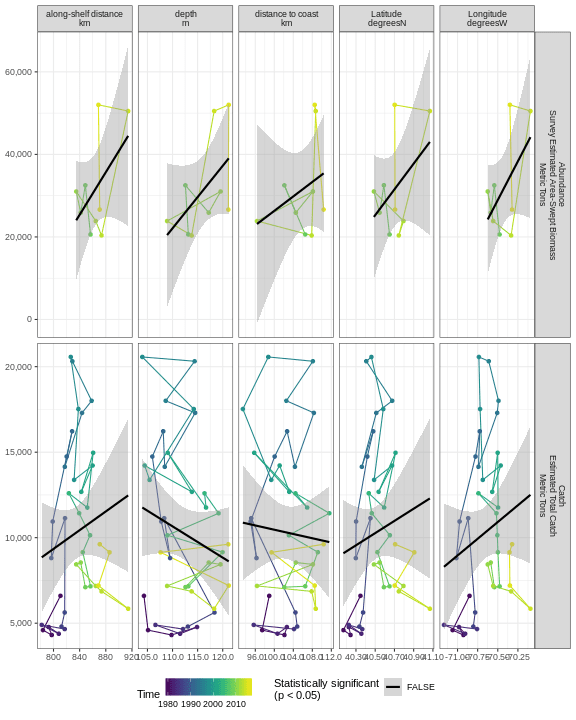 along-shelf distance
km
depth
m
distance to coast
km
Latitude
degreesN
Longitude
degreesW
60,000
40,000
20,000
0
Abundance
Survey Estimated Area-Swept Biomass
Metric Tons
20,000
15,000
10,000
5,000
Catch
Estimated Total Catch
Metric Tons
800 840 880 920
105.0 110.0 115.0 120.0
96.0 100.0 104.0 108.0 112.0
40.30 40.50 40.70 40.90 41.10
-71.00 -70.75 -70.50 -70.25
Time
1980 1990 2000 2010
Statistically significant
(p < 0.05)
FALSE